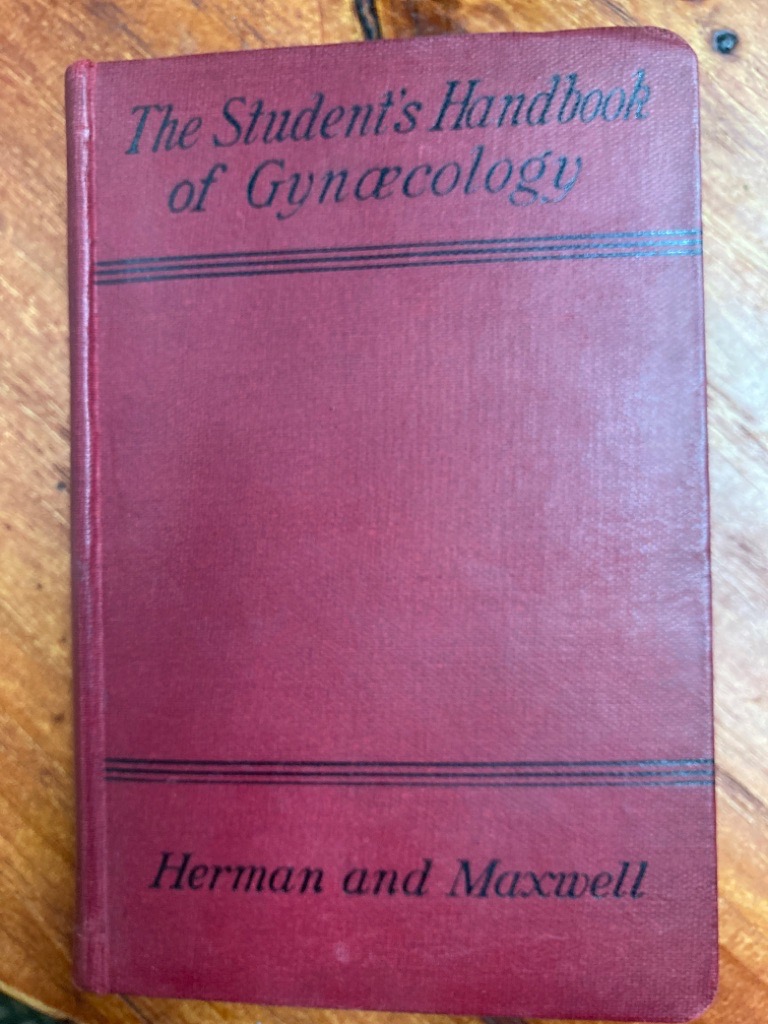 The Student's Handbook
of Gynæcology
Herman and Maxwell